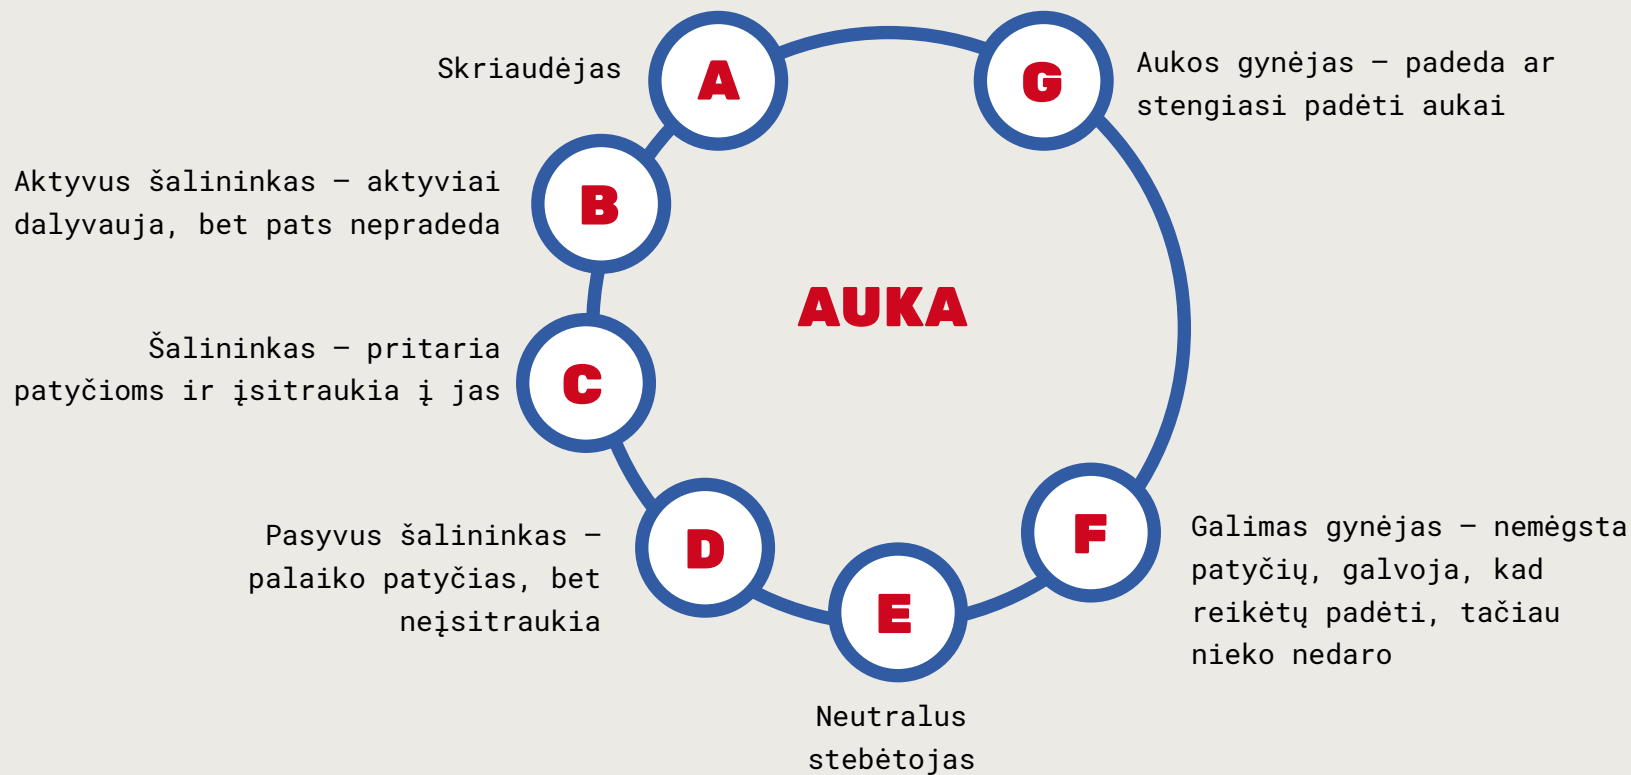 Skriaudėjas
A
G
Aukos gynėjas – padeda ar
stengiasi padėti aukai
Aktyvus šalininkas – aktyviai
dalyvauja, bet pats nepradeda
B
AUKA
Šalininkas – pritaria
patyčioms ir įsitraukia į jas
C
Pasyvus šalininkas –
palaiko patyčias, bet
neįsitraukia
D
E
Neutralus
stebėtojas
F
Galimas gynėjas – nemėgsta
patyčių, galvoja, kad
reikėtų padėti, tačiau
nieko nedaro